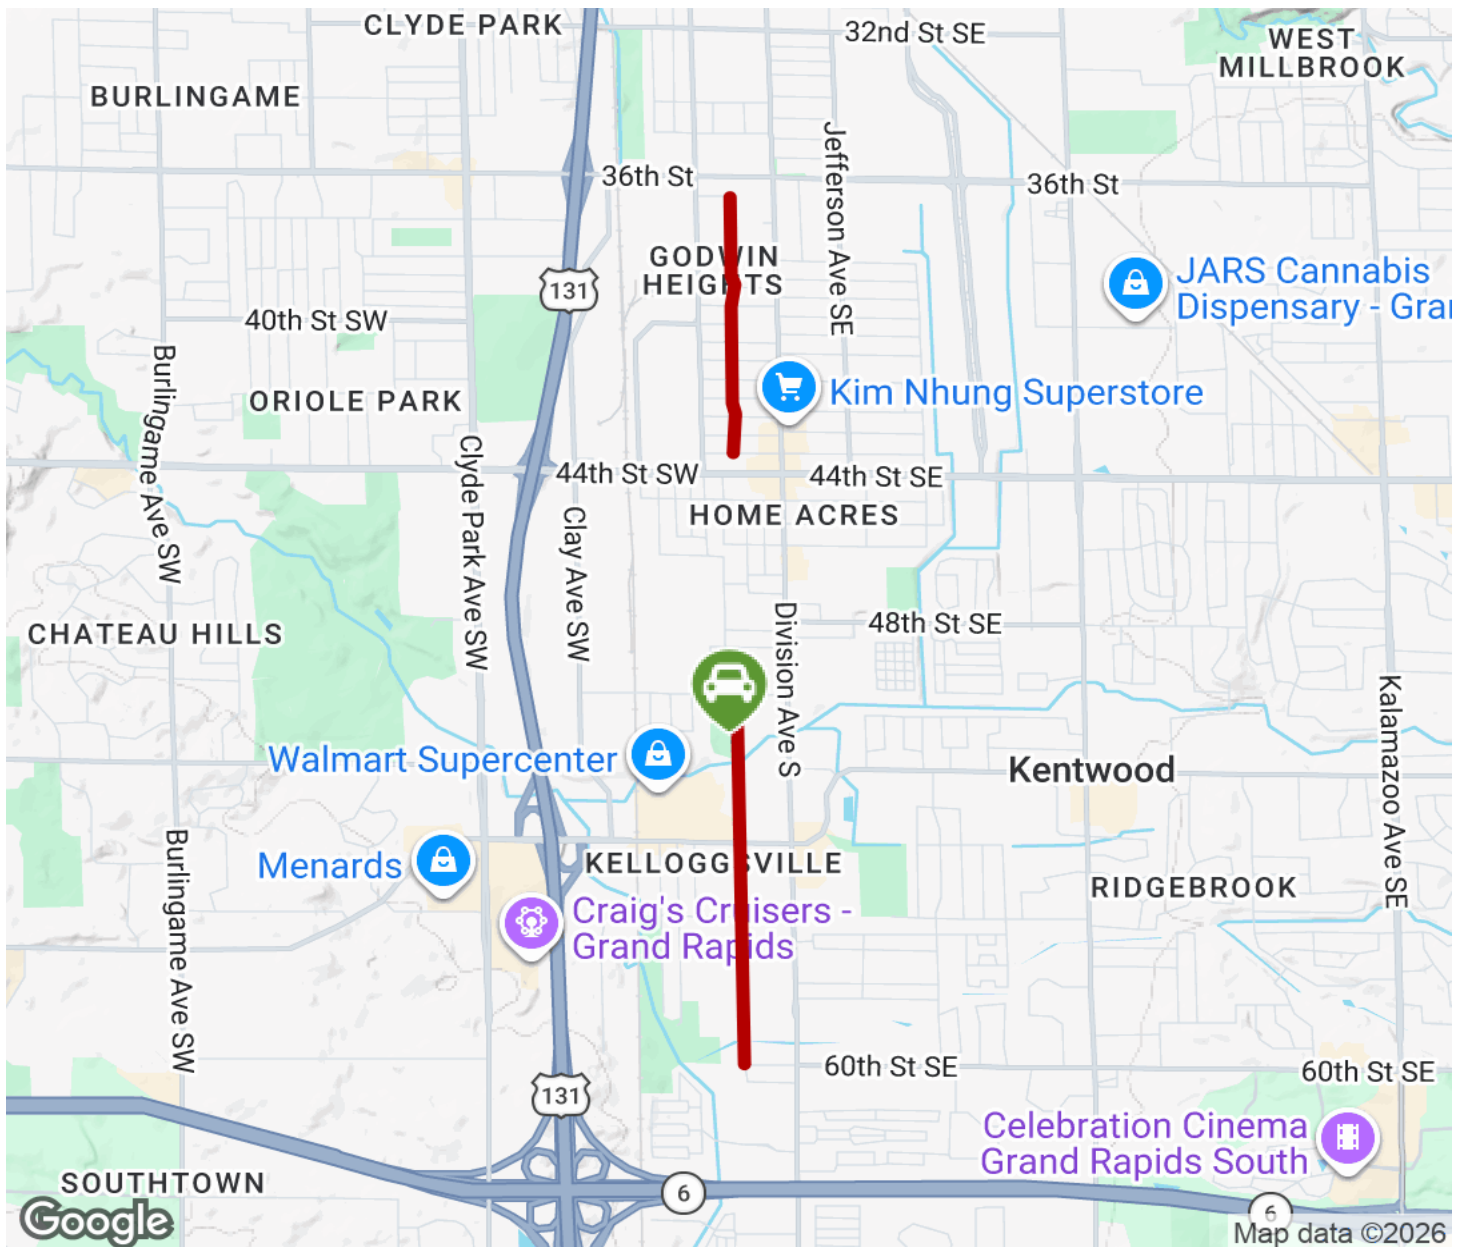 CLYDE PARK
32nd St SE
WEST
MILLBROOK
BURLINGAME
Jefferson Ave SE
36th St
36th St
GODWIN
HEIGHTS
131
JARS Cannabis
Dispensary - Gra
40th St SW
Burlingame Ave SW
ORIOLE PARK
Kim Nhung Superstore
Clyde Park Ave SW
44th St SW
44th St SE
HOME ACRES
Clay Ave SW
Division Ave S
48th St SE
CHATEAU HILLS
Kalamazoo Ave SE
Walmart Supercenter
Kentwood
Burlingame Ave SW
Menards
KELLOGGSVILLE
RIDGEBROOK
Craig's Cruisers -
Grand Rapids
60th St SE
60th St SE
131
Celebration Cinema
Grand Rapids South
SOUTHTOWN
6
6
Google
Map data ©2026